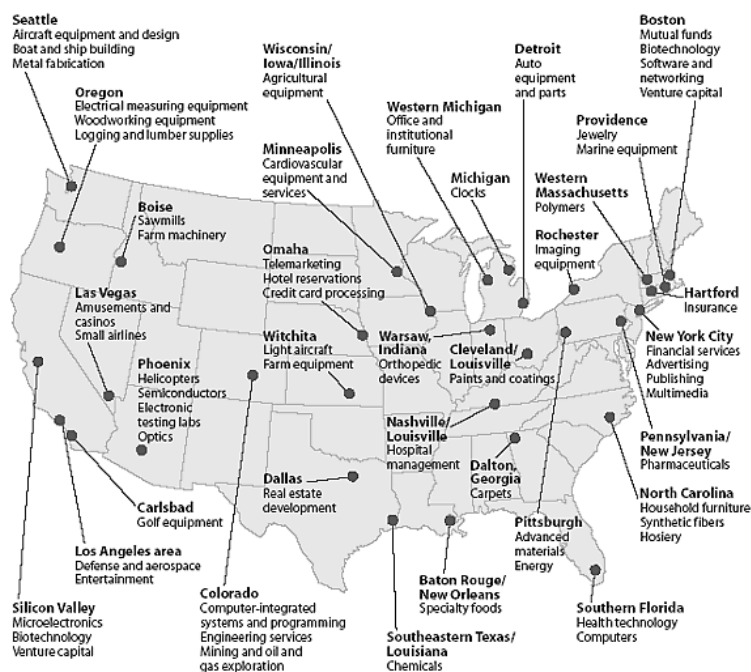 Seattle
Aircraft equipment and design
Boat and ship building
Metal fabrication
Oregon
Electrical measuring equipment
Woodworking equipment
Logging and lumber supplies
Wisconsin/
Iowa/Illinois
Agricultural
equipment
Detroit
Auto
equipment
and parts
Boston
Mutual funds
Biotechnology
Software and
networking
Venture capital
Western Michigan
Office and
institutional
furniture
Providence
Jewelry
Marine equipment
Minneapolis
Cardiovascular
equipment and
services
Michigan
Clocks
Western
Massachusetts
Polymers
Boise
Sawmills
Farm machinery
Rochester
Imaging
equipment
Omaha
Telemarketing
Hotel reservations
Credit card processing
Las Vegas
Amusements and
casinos
Small airlines
Hartford
Insurance
Witchita
Light aircraft
Farm equipment
Warsaw,
Indiana
Orthopedic
devices
Cleveland/
Louisville
Paints and coatings
New York City
Financial services
Advertising
Publishing
Multimedia
Phoenix
Helicopters
Semiconductors
Electronic
testing labs
Optics
Nashville/
Louisville
Hospital
management
Pennsylvania/
New Jersey
Pharmaceuticals
Dalton,
Georgia
Carpets
Dallas
Real estate
development
North Carolina
Household furniture
Synthetic fibers
Hosiery
Carlsbad
Golf equipment
Pittsburgh
Advanced
materials
Energy
Los Angeles area
Defense and aerospace
Entertainment
Baton Rouge/
New Orleans
Specialty foods
Silicon Valley
Microelectronics
Biotechnology
Venture capital
Colorado
Computer-integrated
systems and programming
Engineering services
Mining and oil and
gas exploration
Southeastern Texas/
Louisiana
Chemicals
Southern Florida
Health technology
Computers